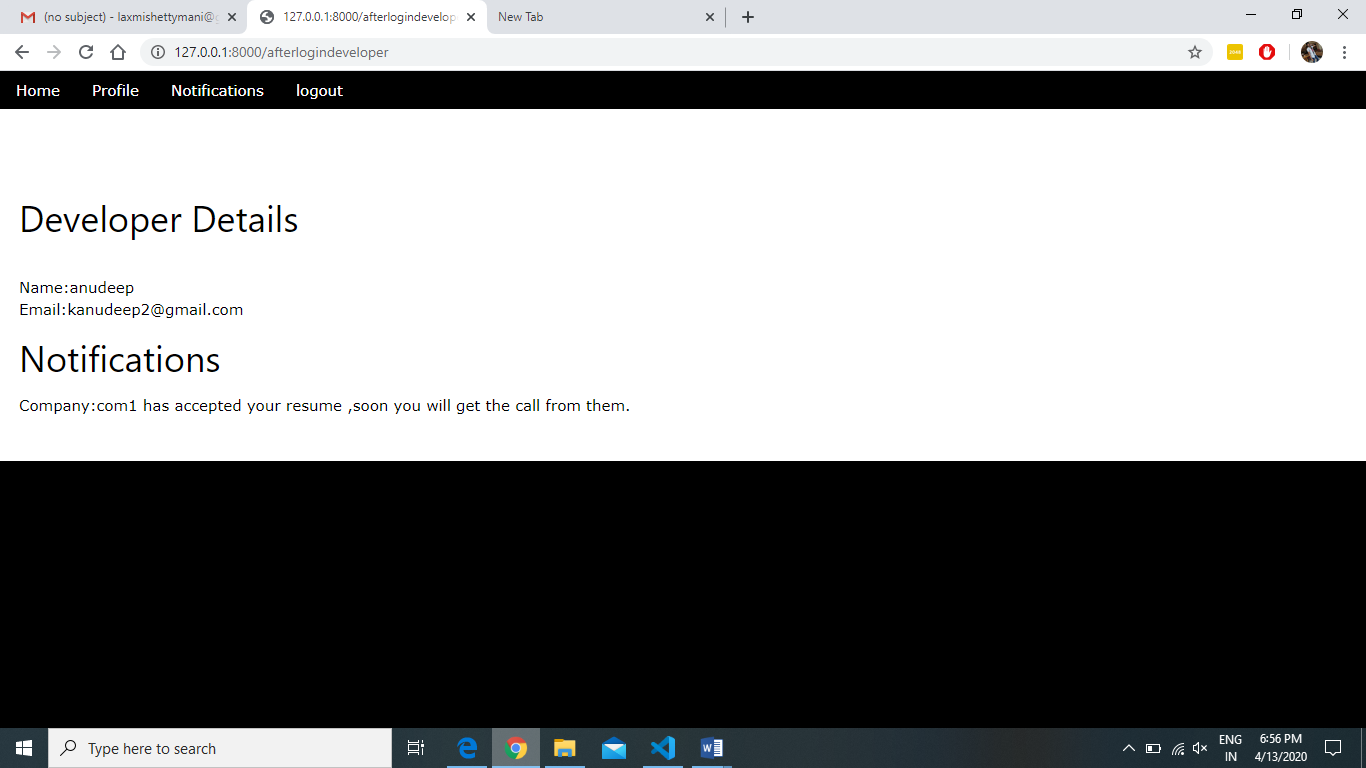 (no subject) - laxmishettymani@g
127.0.0.1:8000/afterlogindevelop
New Tab
127.0.0.1:8000/afterlogindeveloper
Home Profile Notifications logout
Developer Details
Name:anudeep
Email:kanudeep2@gmail.com
Notifications
Company:com1 has accepted your resume ,soon you will get the call from them.
Type here to search
ENG
IN
6:56 PM
4/13/2020